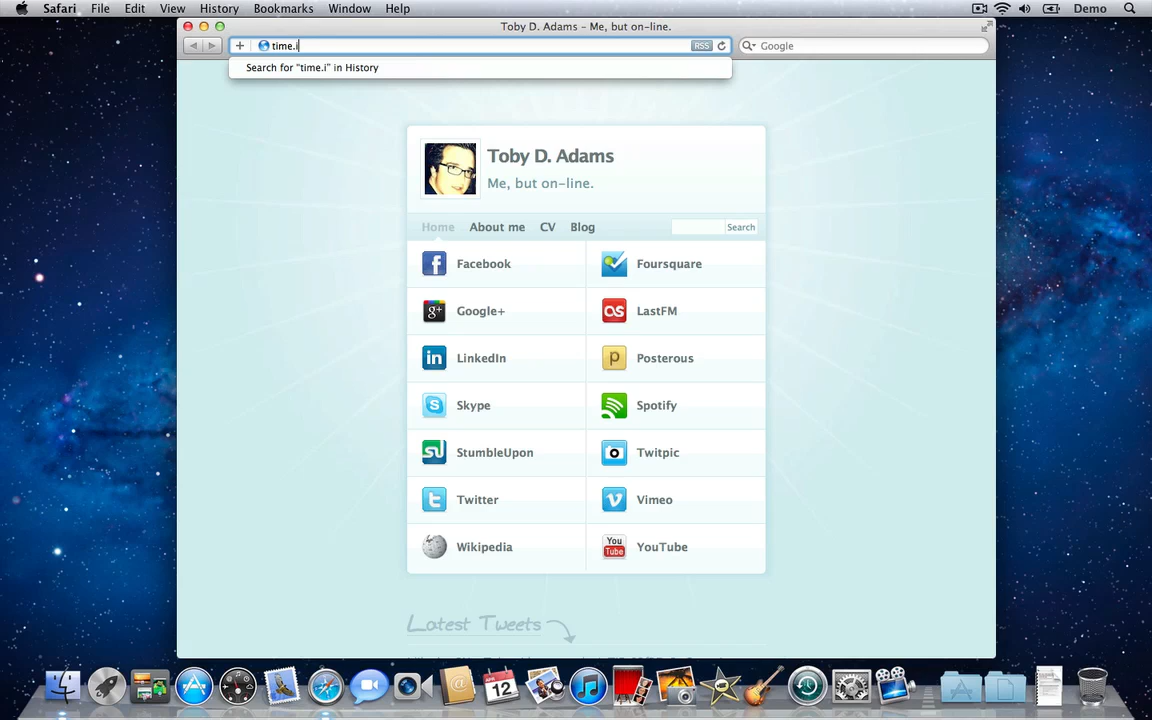 Safari File Edit View History Bookmarks Window Help Demo
Toby D. Adams – Me, but on-line.
time.i RSS Google
Search for "time.i" in History
Toby D. Adams
Me, but on-line.
Home About me CV Blog Search
Facebook Foursquare
Google+ LastFM
LinkedIn Posterous
Skype Spotify
StumbleUpon Twitpic
Twitter Vimeo
Wikipedia YouTube
Latest Tweets
APR
12